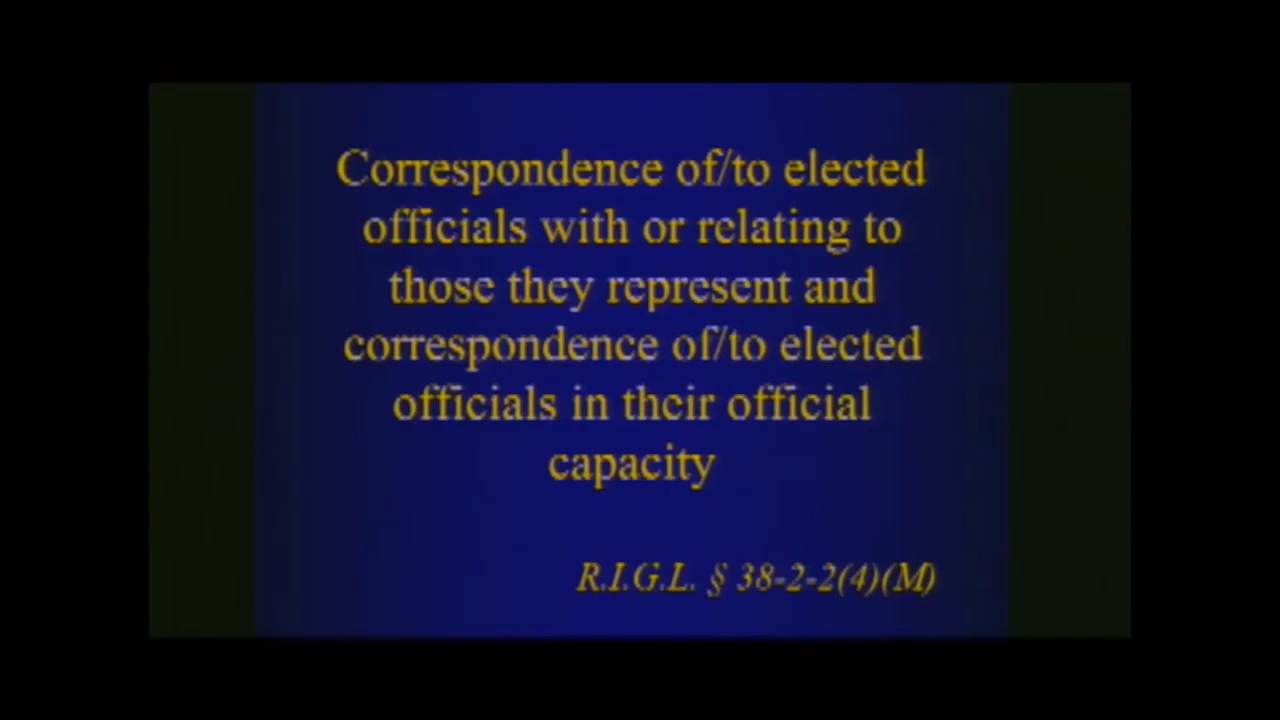 Correspondence of/to elected
officials with or relating to
those they represent and
correspondence of/to elected
officials in their official
capacity
R.I.G.L. § 38-2-2(4)(M)